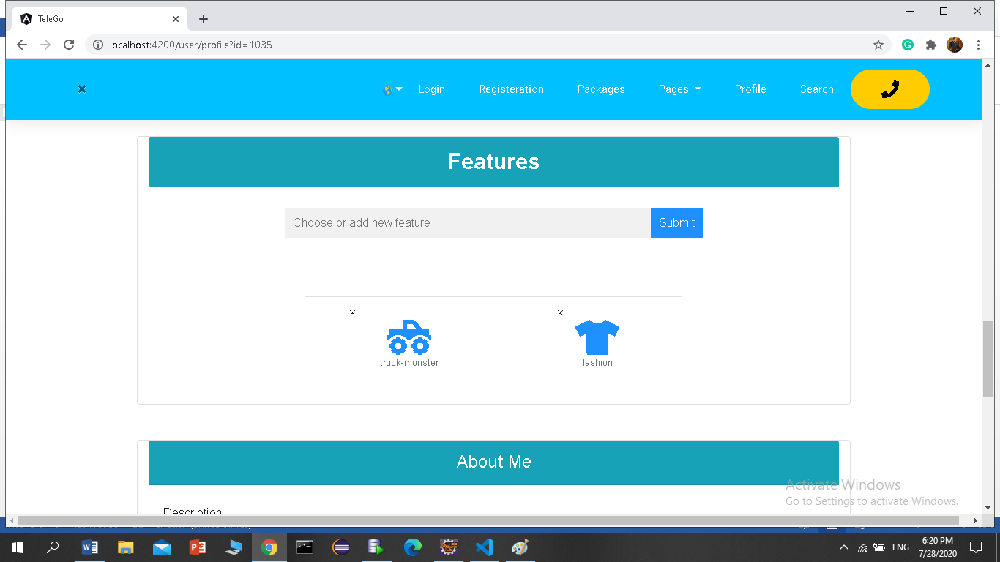 TeleGo
localhost:4200/user/profile?id=1035
Login Registeration Packages Pages Profile Search
Features
Choose or add new feature Submit
truck-monster fashion
About Me
Description
Activate Windows
Go to Settings to activate Windows.
ENG
6:20 PM
7/28/2020